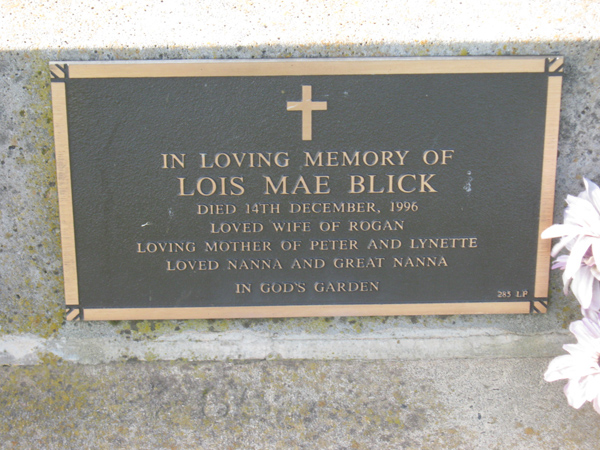 IN LOVING MEMORY OF
LOIS MAE BLICK
DIED 14TH DECEMBER, 1996
LOVED WIFE OF ROGAN
LOVING MOTHER OF PETER AND LYNETTE
LOVED NANNA AND GREAT NANNA
IN GOD'S GARDEN
285 LP